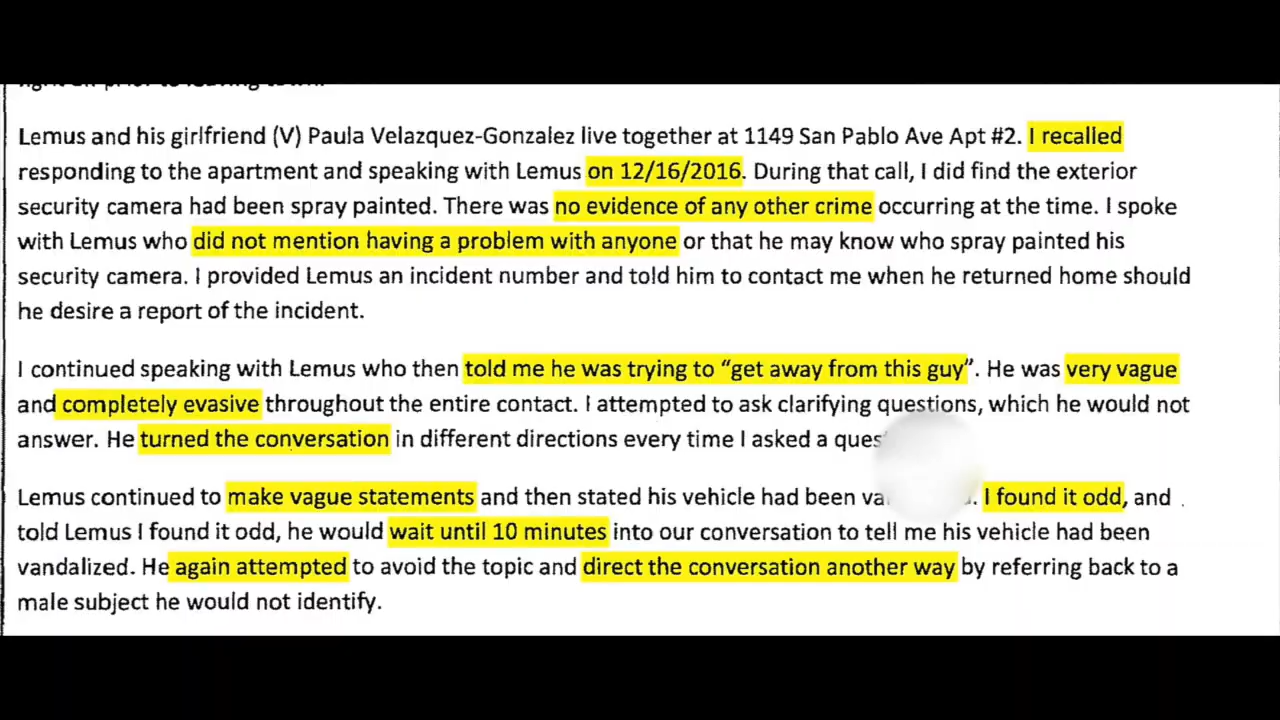 Lemus and his girlfriend (V) Paula Velazquez-Gonzalez live together at 1149 San Pablo Ave Apt #2. I recalled
responding to the apartment and speaking with Lemus on 12/16/2016. During that call, I did find the exterior
security camera had been spray painted. There was no evidence of any other crime occurring at the time. I spoke
with Lemus who did not mention having a problem with anyone or that he may know who spray painted his
security camera. I provided Lemus an incident number and told him to contact me when he returned home should
he desire a report of the incident.
I continued speaking with Lemus who then told me he was trying to “get away from this guy”. He was very vague
and completely evasive throughout the entire contact. I attempted to ask clarifying questions, which he would not
answer. He turned the conversation in different directions every time I asked a
Lemus continued to make vague statements and then stated his vehicle had been I found it odd, and
told Lemus I found it odd, he would wait until 10 minutes into our conversation to tell me his vehicle had been
vandalized. He again attempted to avoid the topic and direct the conversation another way by referring back to a
male subject he would not identify.